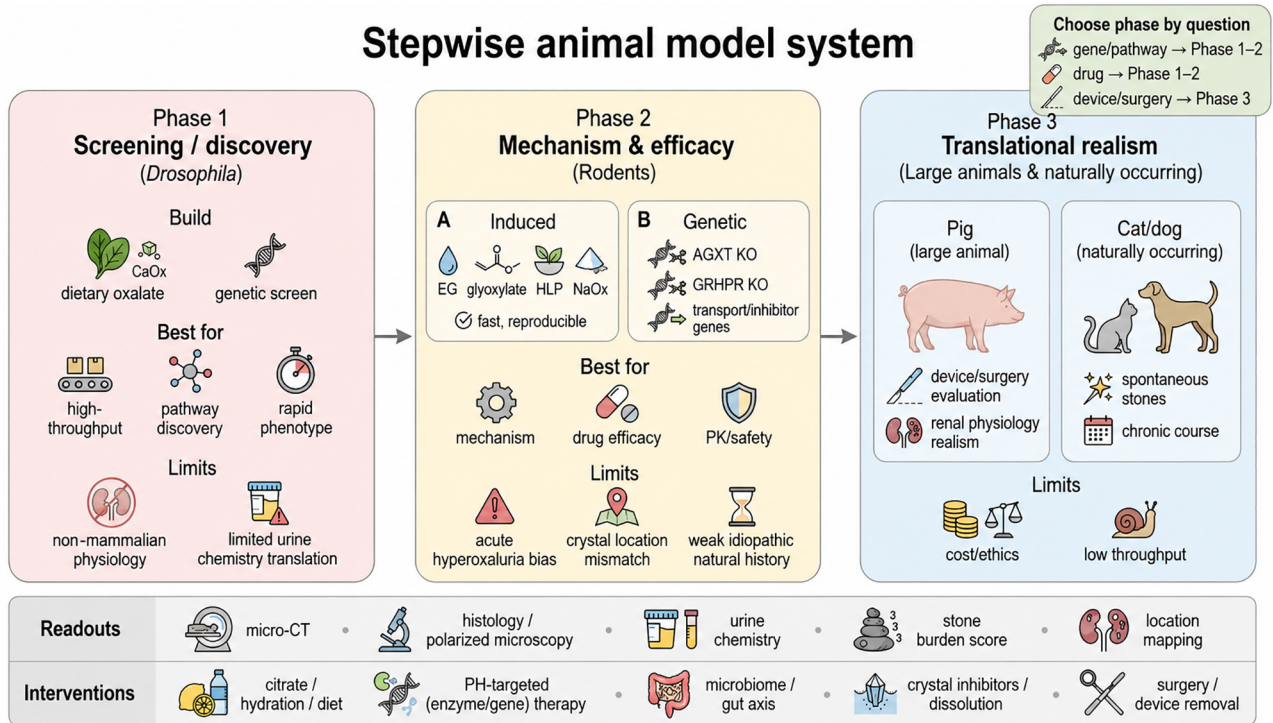 Stepwise animal model system
Choose phase by question
gene/pathway → Phase 1–2
drug → Phase 1–2
device/surgery → Phase 3
Phase 1
Screening / discovery
(Drosophila)
Build
CaOx
dietary oxalate
genetic screen
Best for
high-
throughput
pathway
discovery
rapid
phenotype
Limits
non-mammalian
physiology
limited urine
chemistry translation
Phase 2
Mechanism & efficacy
(Rodents)
A Induced
EG glyoxylate HLP NaOx
fast, reproducible
B Genetic
AGXT KO
GRHPR KO
transport/inhibitor
genes
Best for
mechanism
drug efficacy
PK/safety
Limits
acute
hyperoxaluria bias
crystal location
mismatch
weak idiopathic
natural history
Phase 3
Translational realism
(Large animals & naturally occurring)
Pig
(large animal)
device/surgery
evaluation
renal physiology
realism
Cat/dog
(naturally occurring)
spontaneous
stones
chronic course
Limits
cost/ethics
low throughput
Readouts
micro-CT
histology /
polarized microscopy
urine
chemistry
3
3
3
stone
burden score
location
mapping
Interventions
citrate /
hydration / diet
PH-targeted
(enzyme/gene) therapy
microbiome /
gut axis
crystal inhibitors /
dissolution
surgery /
device removal